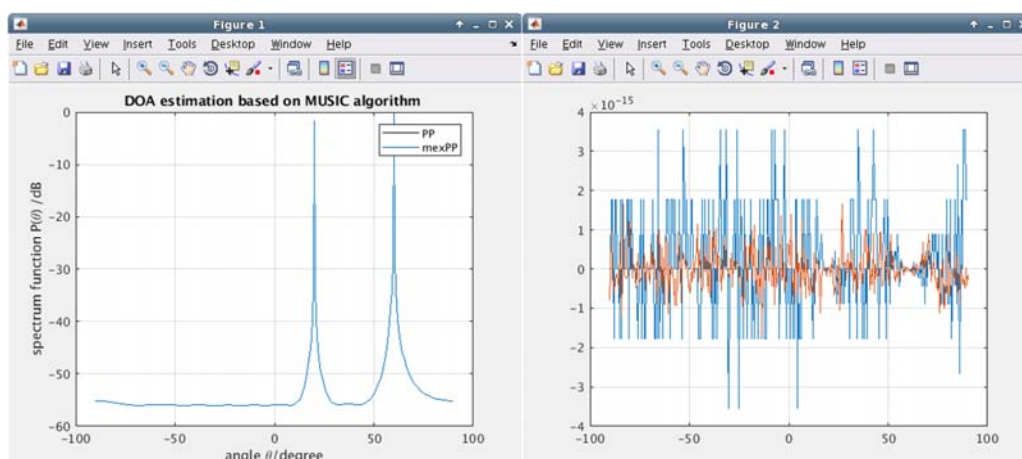 Figure 1
File Edit View Insert Tools Desktop Window Help
DOA estimation based on MUSIC algorithm
0
-10
-20
-30
-40
-50
-60
spectrum function P(θ) /dB
PP
mexPP
-100 -50 0 50 100
angle θ/degree
Figure 2
File Edit View Insert Tools Desktop Window Help
×10⁻¹⁵
4
3
2
1
0
-1
-2
-3
-4
-100 -50 0 50 100